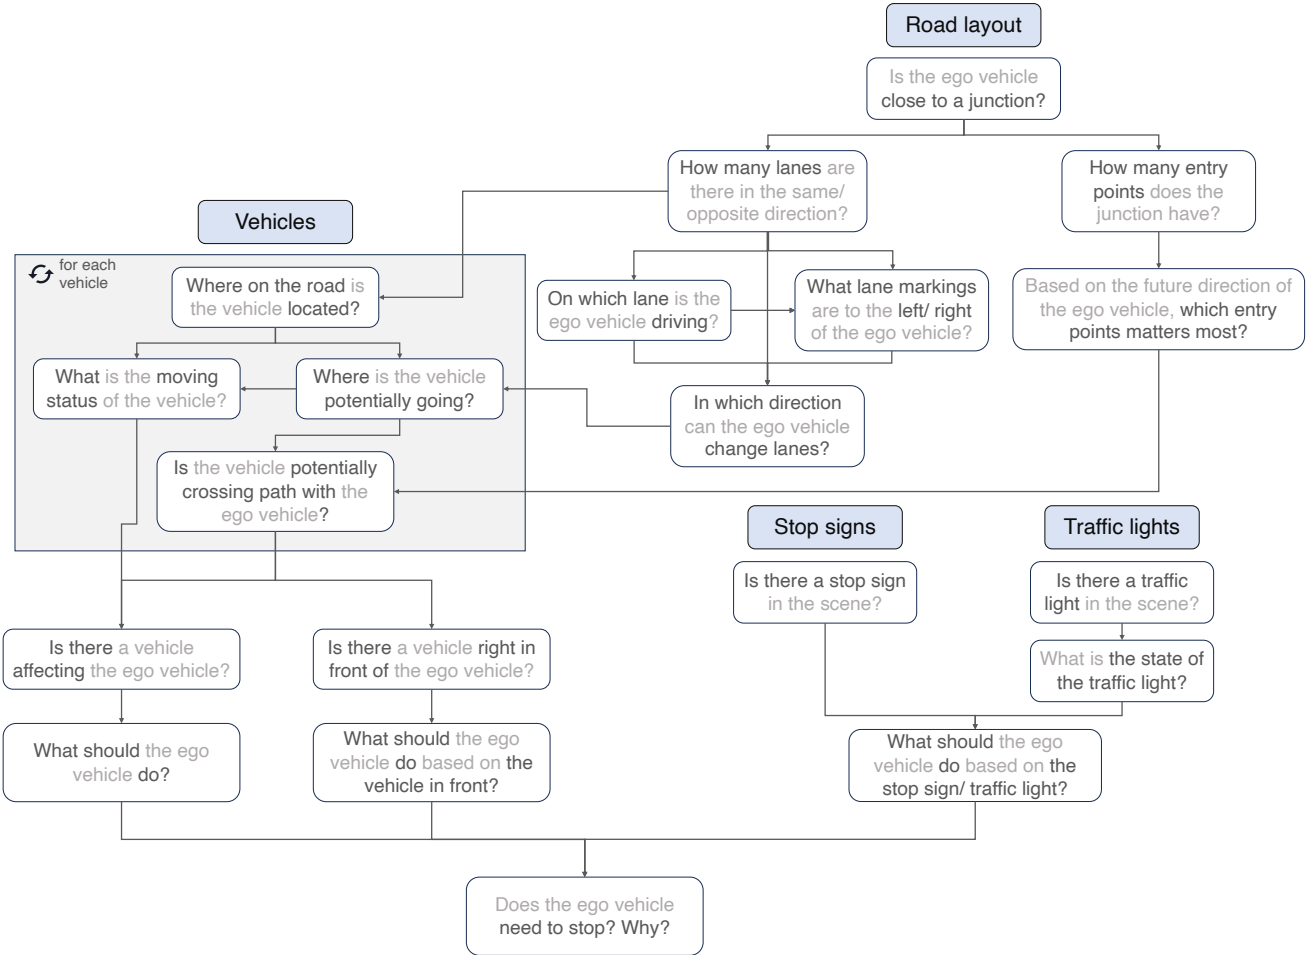 Road layout
Is the ego vehicle
close to a junction?
How many lanes are
there in the same/
opposite direction?
How many entry
points does the
junction have?
Vehicles
for each
vehicle
Where on the road is
the vehicle located?
On which lane is the
ego vehicle driving?
What lane markings
are to the left/ right
of the ego vehicle?
Based on the future direction of
the ego vehicle, which entry
points matters most?
What is the moving
status of the vehicle?
Where is the vehicle
potentially going?
In which direction
can the ego vehicle
change lanes?
Is the vehicle potentially
crossing path with the
ego vehicle?
Stop signs
Traffic lights
Is there a stop sign
in the scene?
Is there a traffic
light in the scene?
Is there a vehicle
affecting the ego vehicle?
Is there a vehicle right in
front of the ego vehicle?
What is the state of
the traffic light?
What should the ego
vehicle do?
What should the ego
vehicle do based on the
vehicle in front?
What should the ego
vehicle do based on the
stop sign/ traffic light?
Does the ego vehicle
need to stop? Why?